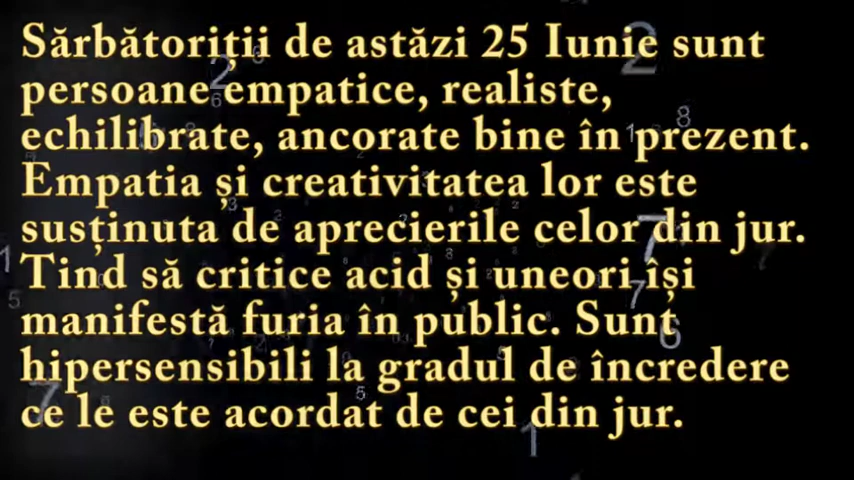 Sărbătoriții de astăzi 25 Iunie sunt
persoane empatice, realiste,
echilibrate, ancorate bine în prezent.
Empatia și creativitatea lor este
susținuta de aprecierile celor din jur.
Tind să critice acid și uneori își
manifestă furia în public. Sunt
hipersensibili la gradul de încredere
ce le este acordat de cei din jur.